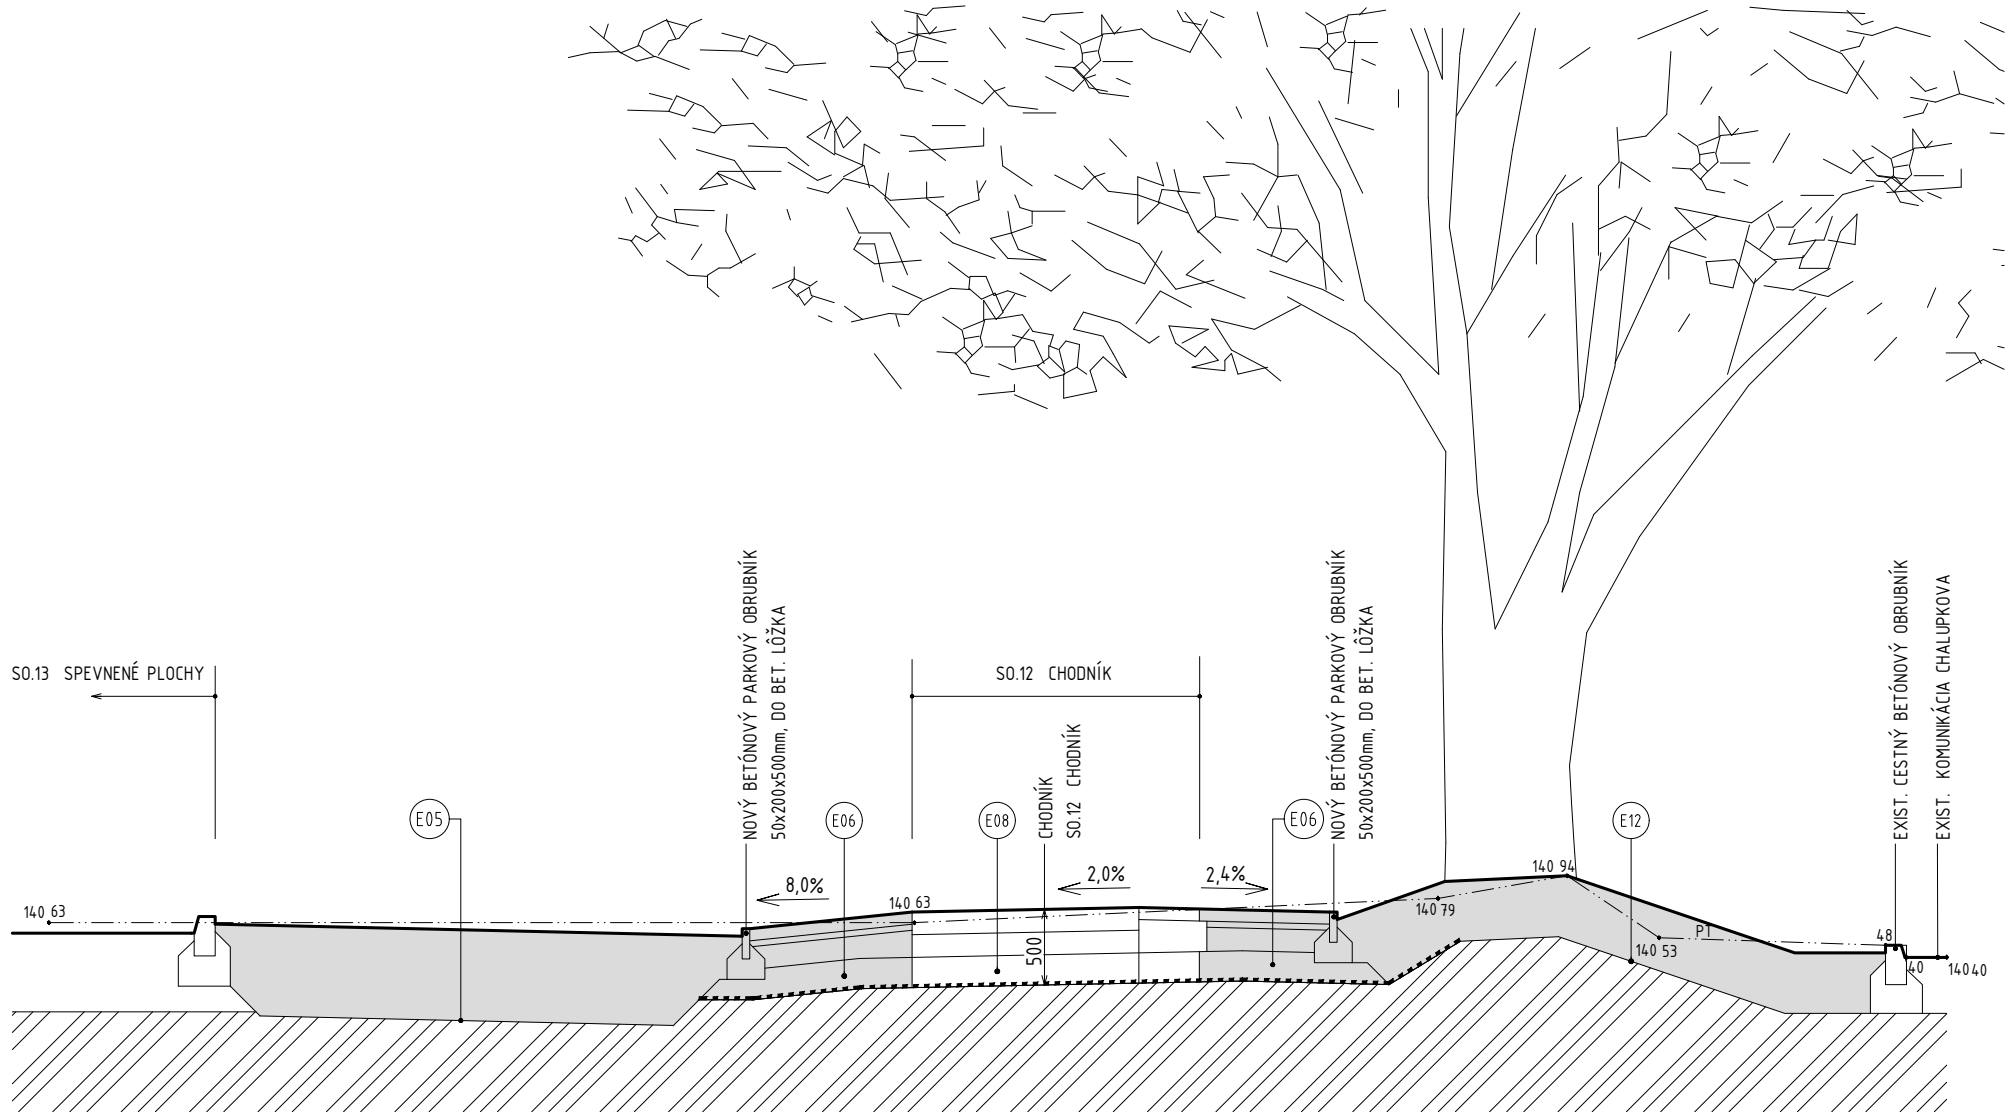 SO.13 SPEVNENÉ PLOCHY
NOVÝ BETÓNOVÝ PARKOVÝ OBRUBNÍK
50x200x500mm, DO BET. LÔŽKA
SO.12 CHODNÍK
CHODNÍK
SO.12 CHODNÍK
NOVÝ BETÓNOVÝ PARKOVÝ OBRUBNÍK
50x200x500mm, DO BET. LÔŽKA
EXIST. CESTNÝ BETÓNOVÝ OBRUBNÍK
EXIST. KOMUNIKÁCIA CHALUPKOVA
E05
E06
E08
E06
E12
8,0%
2,0%
2,4%
140 63
140 63
140 94
140 79
140 53
PT
48
40
140 40
500